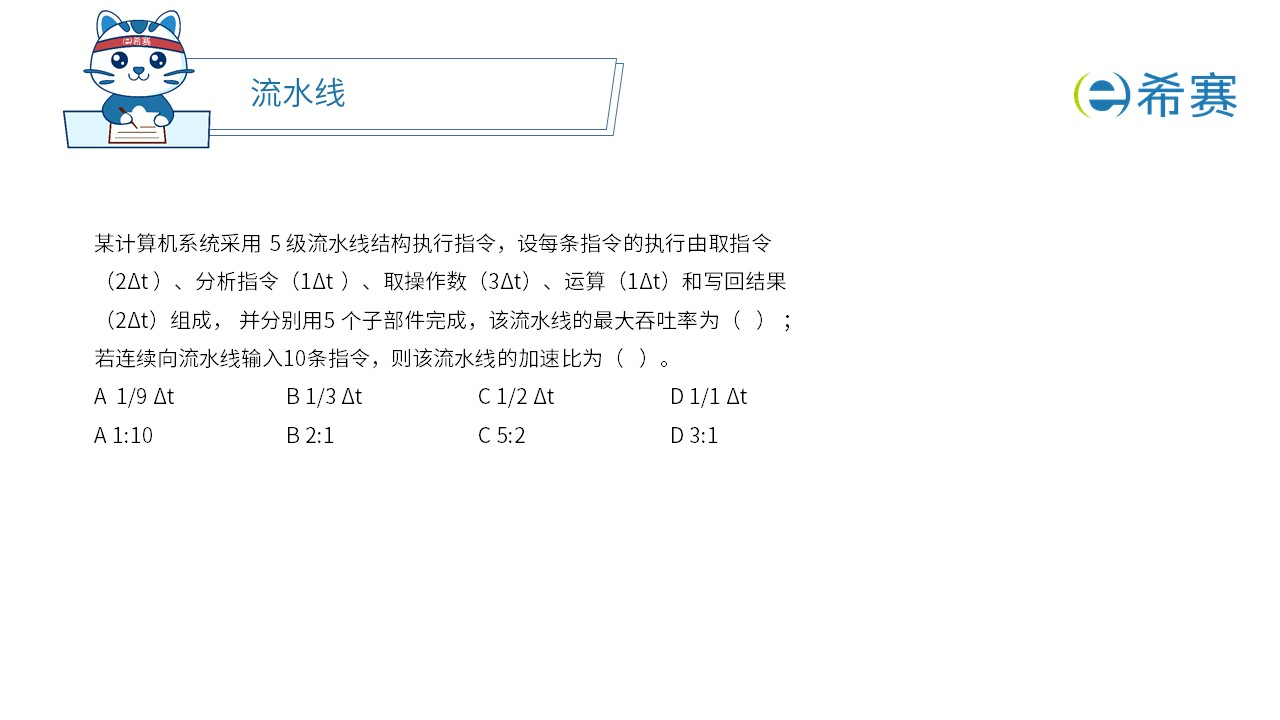 希赛
流水线
希赛
某计算机系统采用 5 级流水线结构执行指令，设每条指令的执行由取指令
（2Δt ）、分析指令（1Δt ）、取操作数（3Δt）、运算（1Δt）和写回结果
（2Δt）组成， 并分别用5 个子部件完成，该流水线的最大吞吐率为（ ）；
若连续向流水线输入10条指令，则该流水线的加速比为（ ）。
A 1/9 Δt B 1/3 Δt C 1/2 Δt D 1/1 Δt
A 1:10 B 2:1 C 5:2 D 3:1